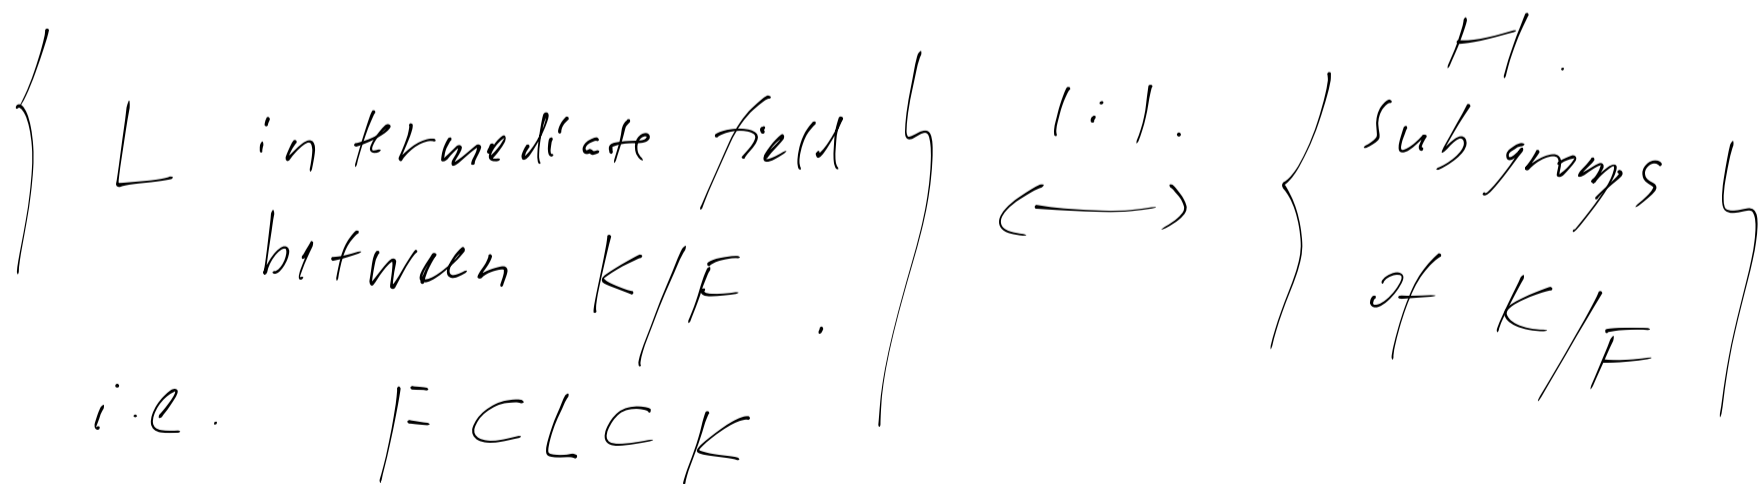 { L intermediate field } 1:1. { H. subgroups }
between K/F. ⟷ of K/F
i.e. F ⊂ L ⊂ K